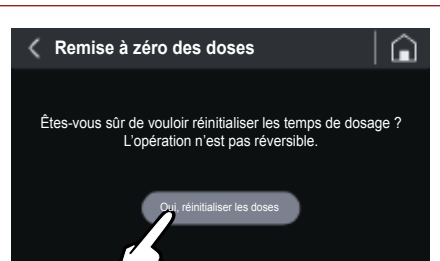 Remise à zéro des doses
Êtes-vous sûr de vouloir réinitialiser les temps de dosage ?
L'opération n'est pas réversible.
Oui, réinitialiser les doses